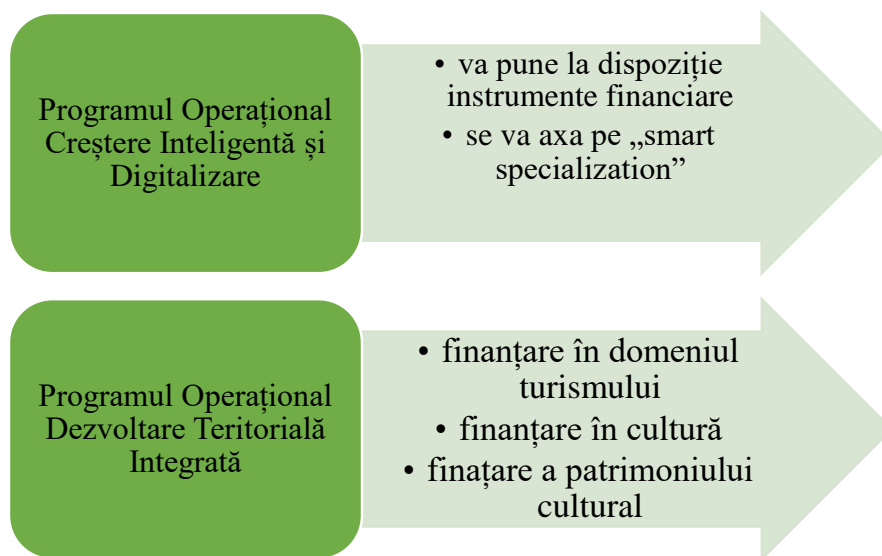 Programul Operațional
Creștere Inteligentă și
Digitalizare
• va pune la dispoziție
instrumente financiare
• se va axa pe „smart
specialization”
Programul Operațional
Dezvoltare Teritorială
Integrată
• finanțare în domeniul
turismului
• finanțare în cultură
• finațare a patrimoniului
cultural